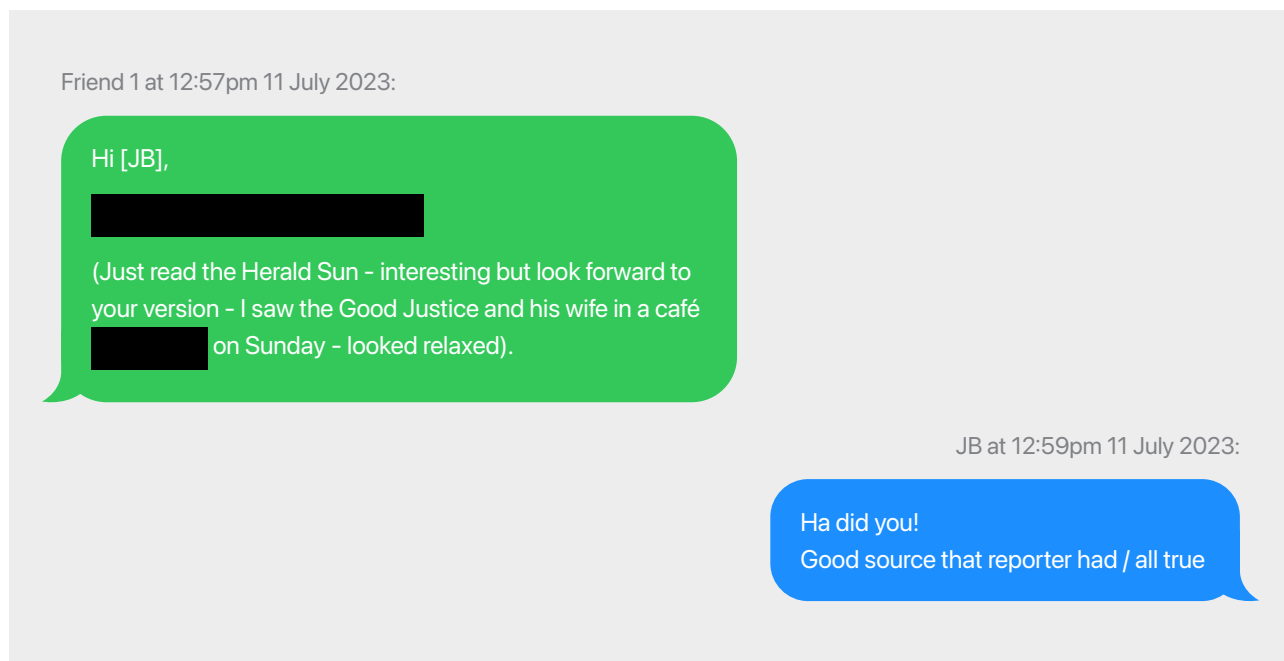 Friend 1 at 12:57pm 11 July 2023:
Hi [JB],
(Just read the Herald Sun - interesting but look forward to
your version - I saw the Good Justice and his wife in a café
on Sunday - looked relaxed).
JB at 12:59pm 11 July 2023:
Ha did you!
Good source that reporter had / all true